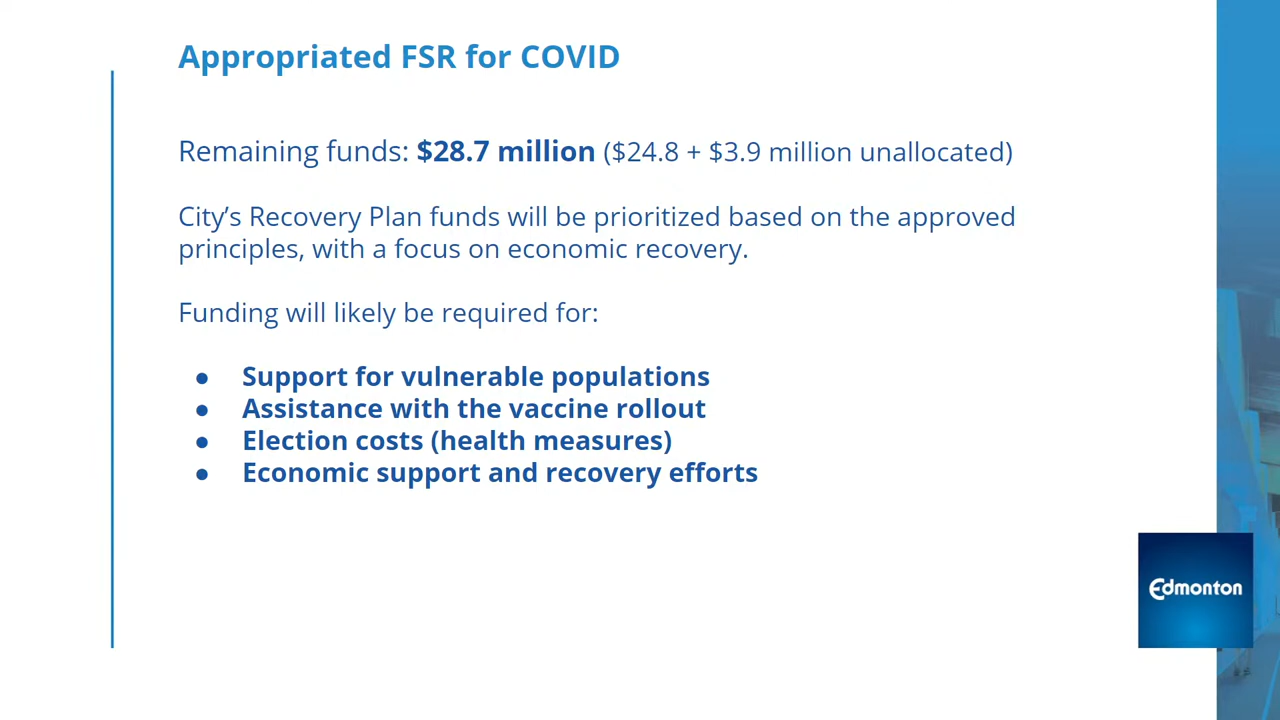 Appropriated FSR for COVID
Remaining funds: $28.7 million ($24.8 + $3.9 million unallocated)
City’s Recovery Plan funds will be prioritized based on the approved
principles, with a focus on economic recovery.
Funding will likely be required for:
● Support for vulnerable populations
● Assistance with the vaccine rollout
● Election costs (health measures)
● Economic support and recovery efforts
Edmonton